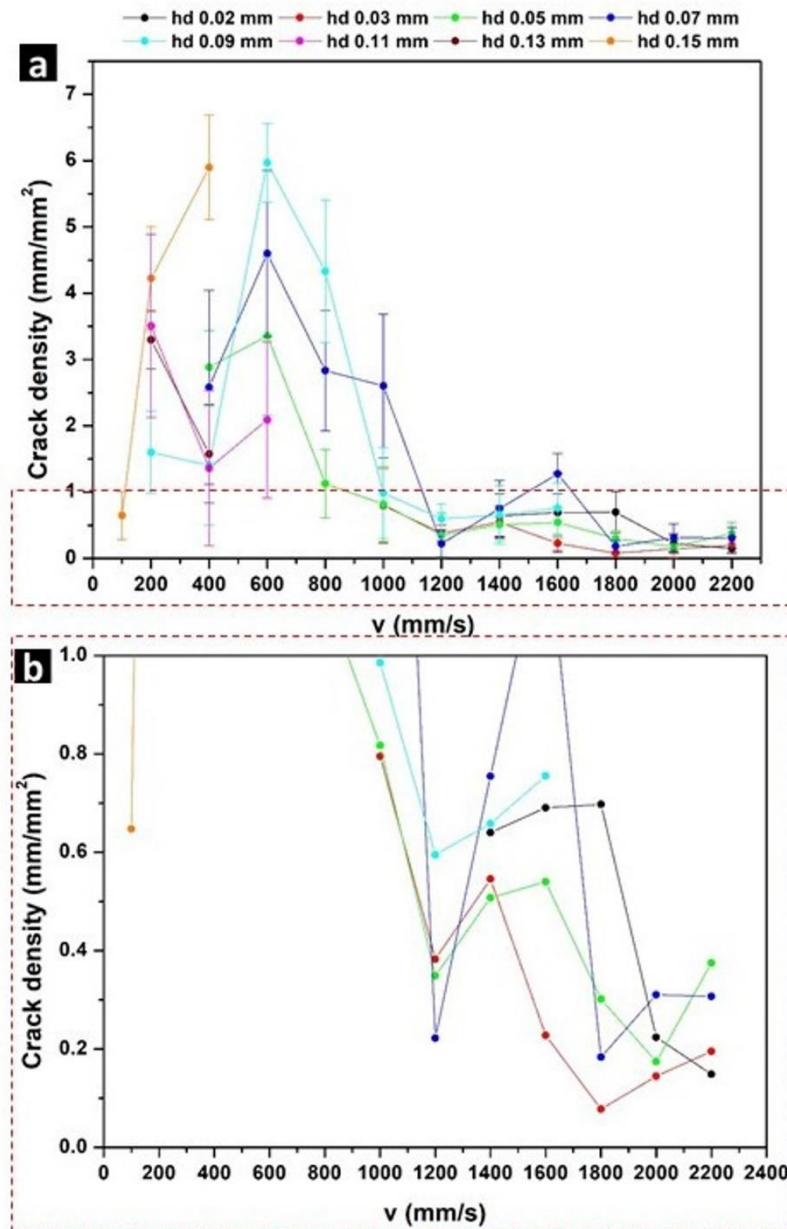 hd 0.02 mm hd 0.03 mm hd 0.05 mm hd 0.07 mm
hd 0.09 mm hd 0.11 mm hd 0.13 mm hd 0.15 mm
a
7
6
5
4
3
2
1
0
Crack density (mm/mm²)
0 200 400 600 800 1000 1200 1400 1600 1800 2000 2200
v (mm/s)
b
1.0
0.8
0.6
0.4
0.2
0.0
Crack density (mm/mm²)
0 200 400 600 800 1000 1200 1400 1600 1800 2000 2200 2400
v (mm/s)